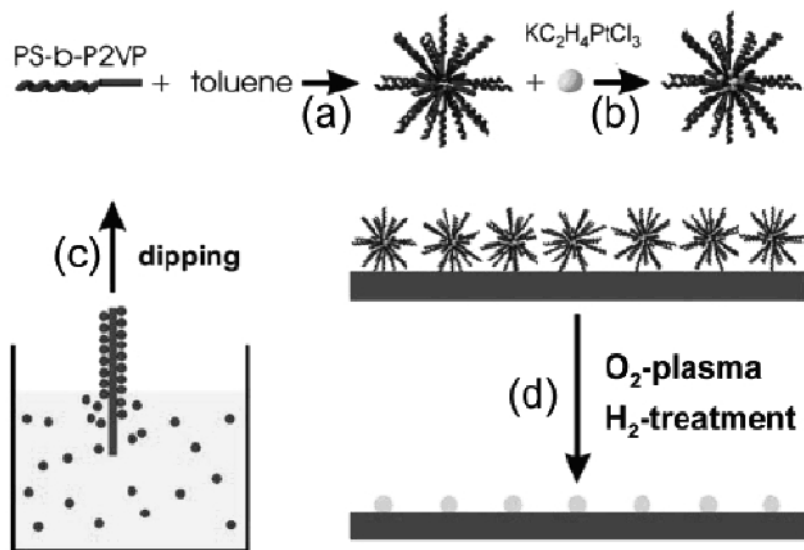 PS-b-P2VP + toluene (a) + KC₂H₄PtCl₃ (b)
(c) dipping
(d) O₂-plasma
H₂-treatment